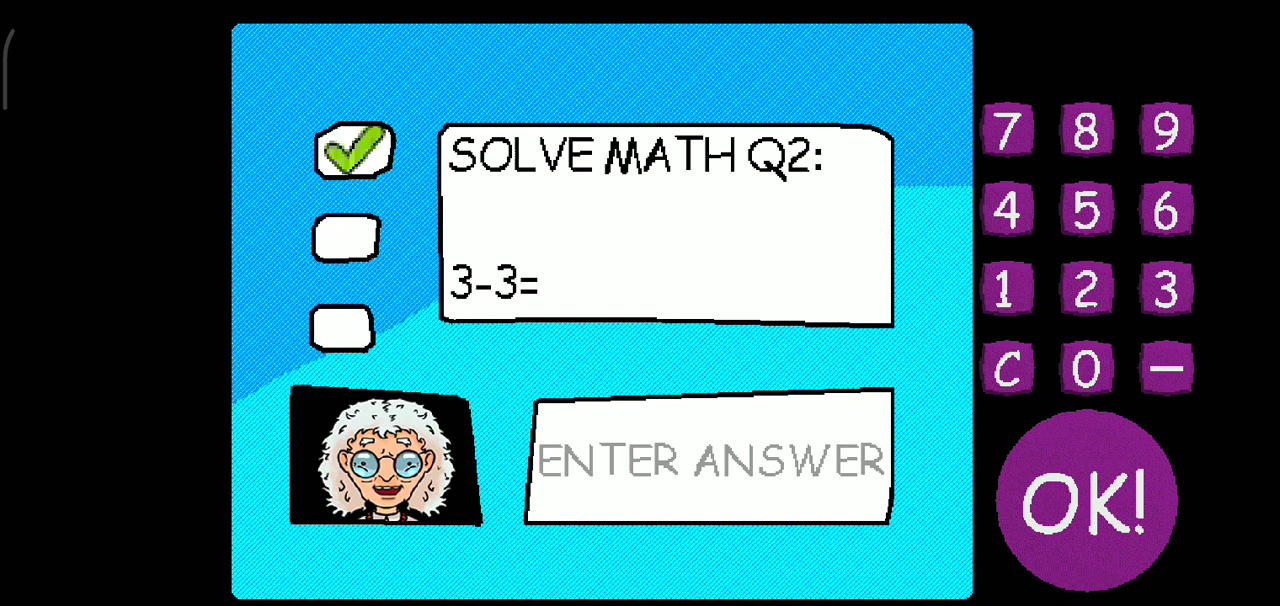 SOLVE MATH Q2:
3-3=
ENTER ANSWER
7 8 9
4 5 6
1 2 3
C 0 −
OK!